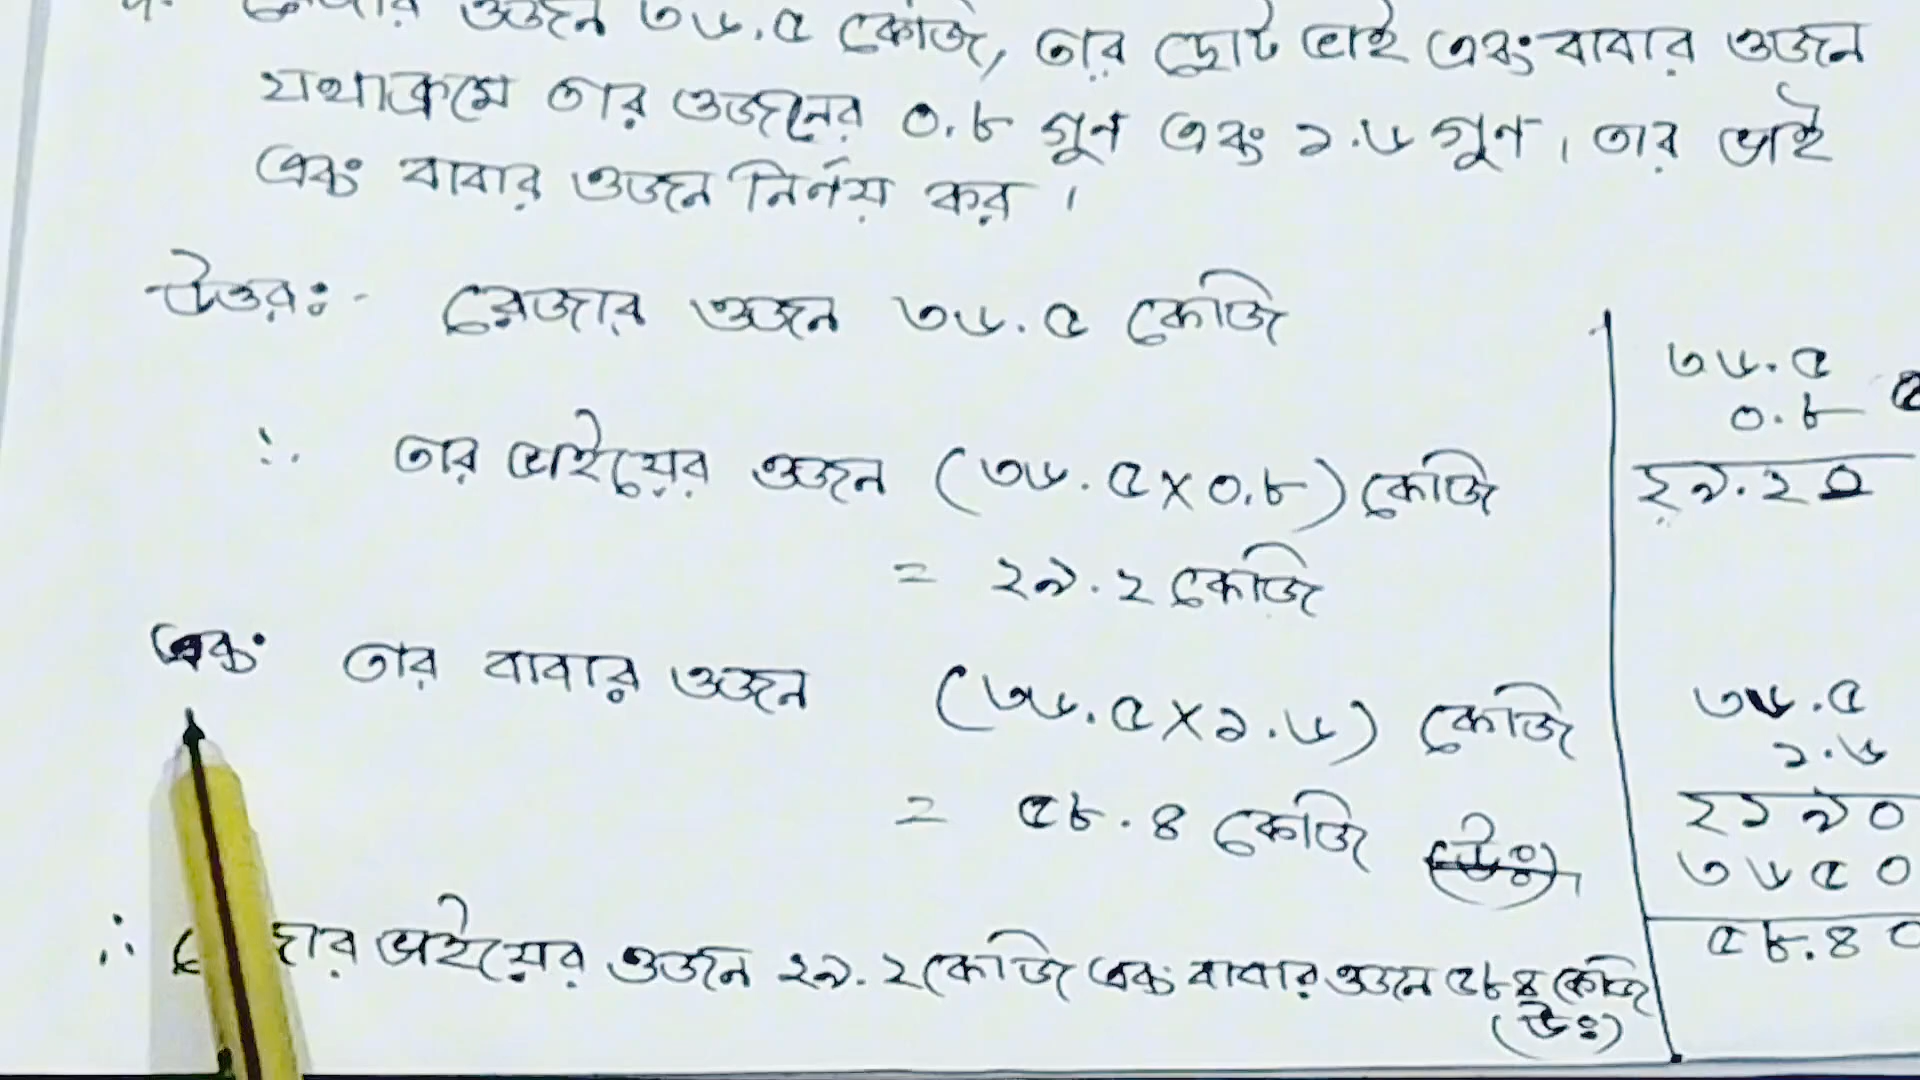 রেজার ওজন ৩৬.৫ কেজি, তার ছোট ভাই এবং বাবার ওজন
যথাক্রমে তার ওজনের ০.৮ গুন এবং ১.৬ গুন। তার ভাই
এবং বাবার ওজন নির্নয় কর।
উত্তরঃ- রেজার ওজন ৩৬.৫ কেজি
∴ তার ভাইয়ের ওজন (৩৬.৫×০.৮) কেজি
= ২৯.২ কেজি
এবং তার বাবার ওজন (৩৬.৫×১.৬) কেজি
= ৫৮.৪ কেজি (উঃ)
∴ ভাইয়ের ওজন ২৯.২ কেজি এবং বাবার ওজন ৫৮.৪ কেজি
(উঃ)
৩৬.৫
০.৮
২৯.২০
৩৬.৫
১.৬
২১৯০
৩৬৫০
৫৮.৪০